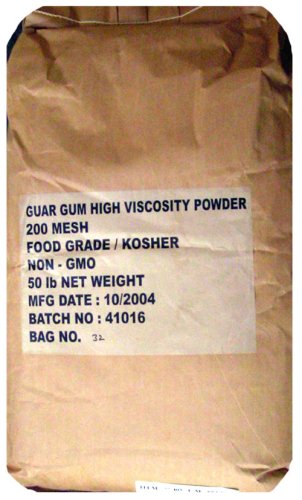 GUAR GUM HIGH VISCOSITY POWDER
200 MESH
FOOD GRADE / KOSHER
NON - GMO
50 lb NET WEIGHT
MFG DATE : 10/2004
BATCH NO : 41016
BAG NO. 32